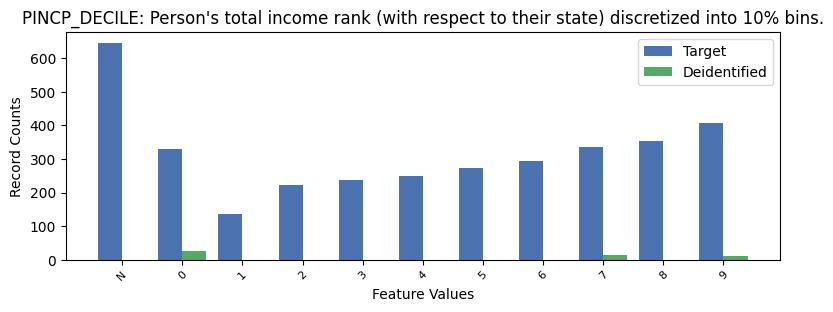 PINCP_DECILE: Person's total income rank (with respect to their state) discretized into 10% bins.
Target
Deidentified
Record Counts
600
500
400
300
200
100
0
N 0 1 2 3 4 5 6 7 8 9
Feature Values